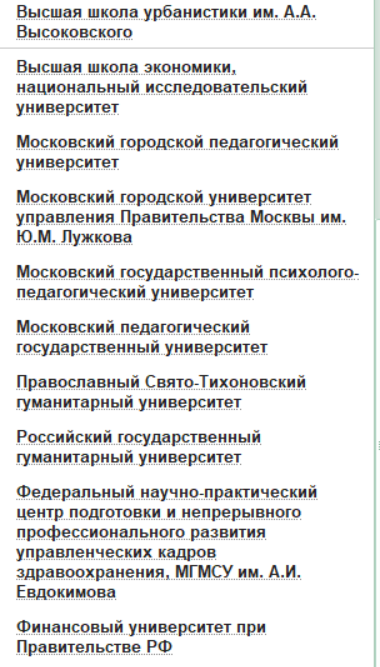 Высшая школа урбанистики им. А.А.
Высоковского
Высшая школа экономики,
национальный исследовательский
университет
Московский городской педагогический
университет
Московский городской университет
управления Правительства Москвы им.
Ю.М. Лужкова
Московский государственный психолого-
педагогический университет
Московский педагогический
государственный университет
Православный Свято-Тихоновский
гуманитарный университет
Российский государственный
гуманитарный университет
Федеральный научно-практический
центр подготовки и непрерывного
профессионального развития
управленческих кадров
здравоохранения, МГМСУ им. А.И.
Евдокимова
Финансовый университет при
Правительстве РФ